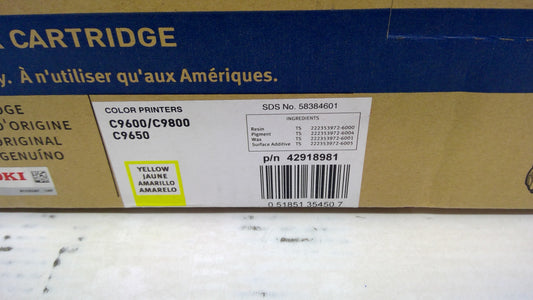 CARTRIDGE
y. À n'utiliser qu'aux Amériques.
DGE
D'ORIGINE
ORIGINAL
GENUÍNO
OKI
COLOR PRINTERS
C9600/C9800
C9650
YELLOW
JAUNE
AMARILLO
AMARELO
SDS No. 58384601
INGREDIENTS
Resin TS 222353972-6000
Pigment TS 222353972-6004
Wax TS 222353972-6001
Surface Additive TS 222353972-6005
p/n 42918981
0 51851 35450 7